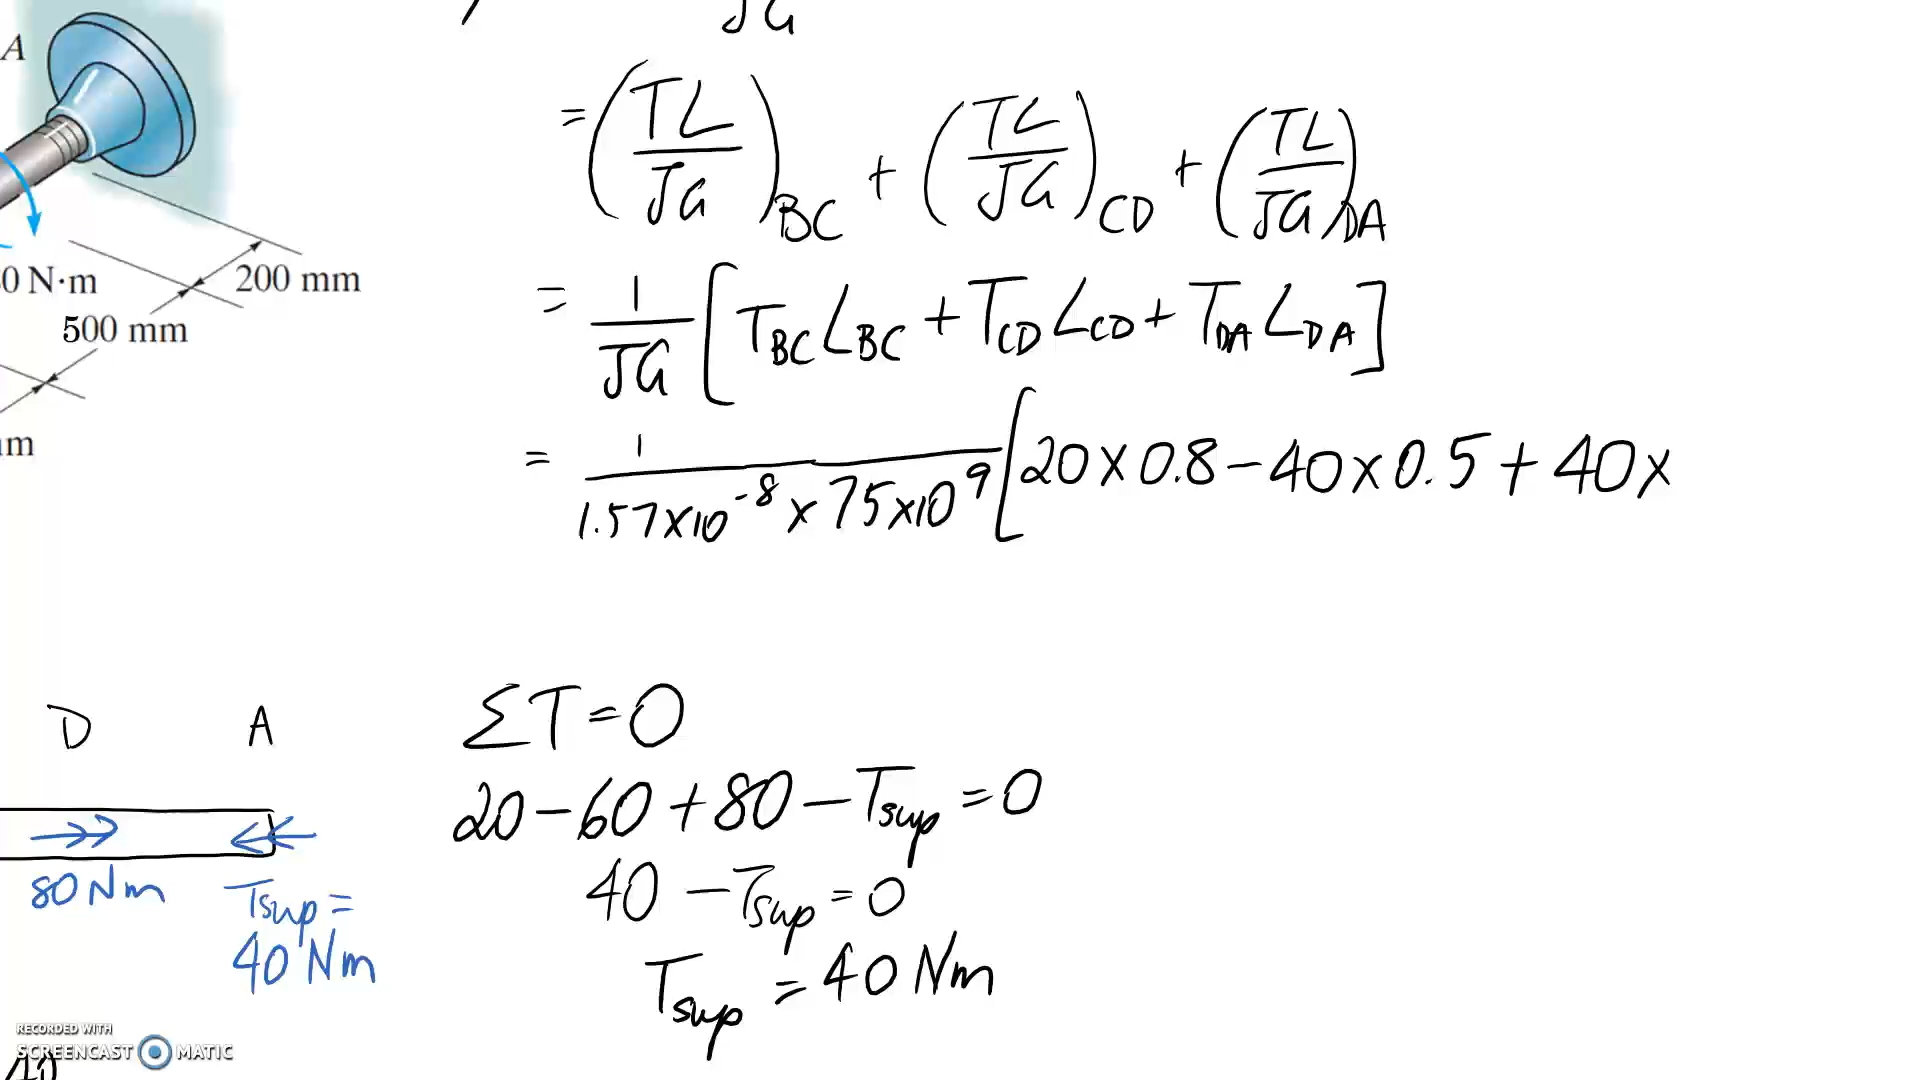 JG
A
= (TL/JG)BC + (TL/JG)CD + (TL/JG)DA
0 N·m
200 mm
500 mm
= 1/JG [TBC LBC + TCD LCD + TDA LDA]
m
= 1/1.57×10^-8 × 75×10^9 [20×0.8−40×0.5+40×
D A
ΣT=0
20−60+80−Tsup=0
80 Nm
Tsup=
40 Nm
40−Tsup=0
Tsup=40 Nm
RECORDED WITH
SCREENCAST MATIC